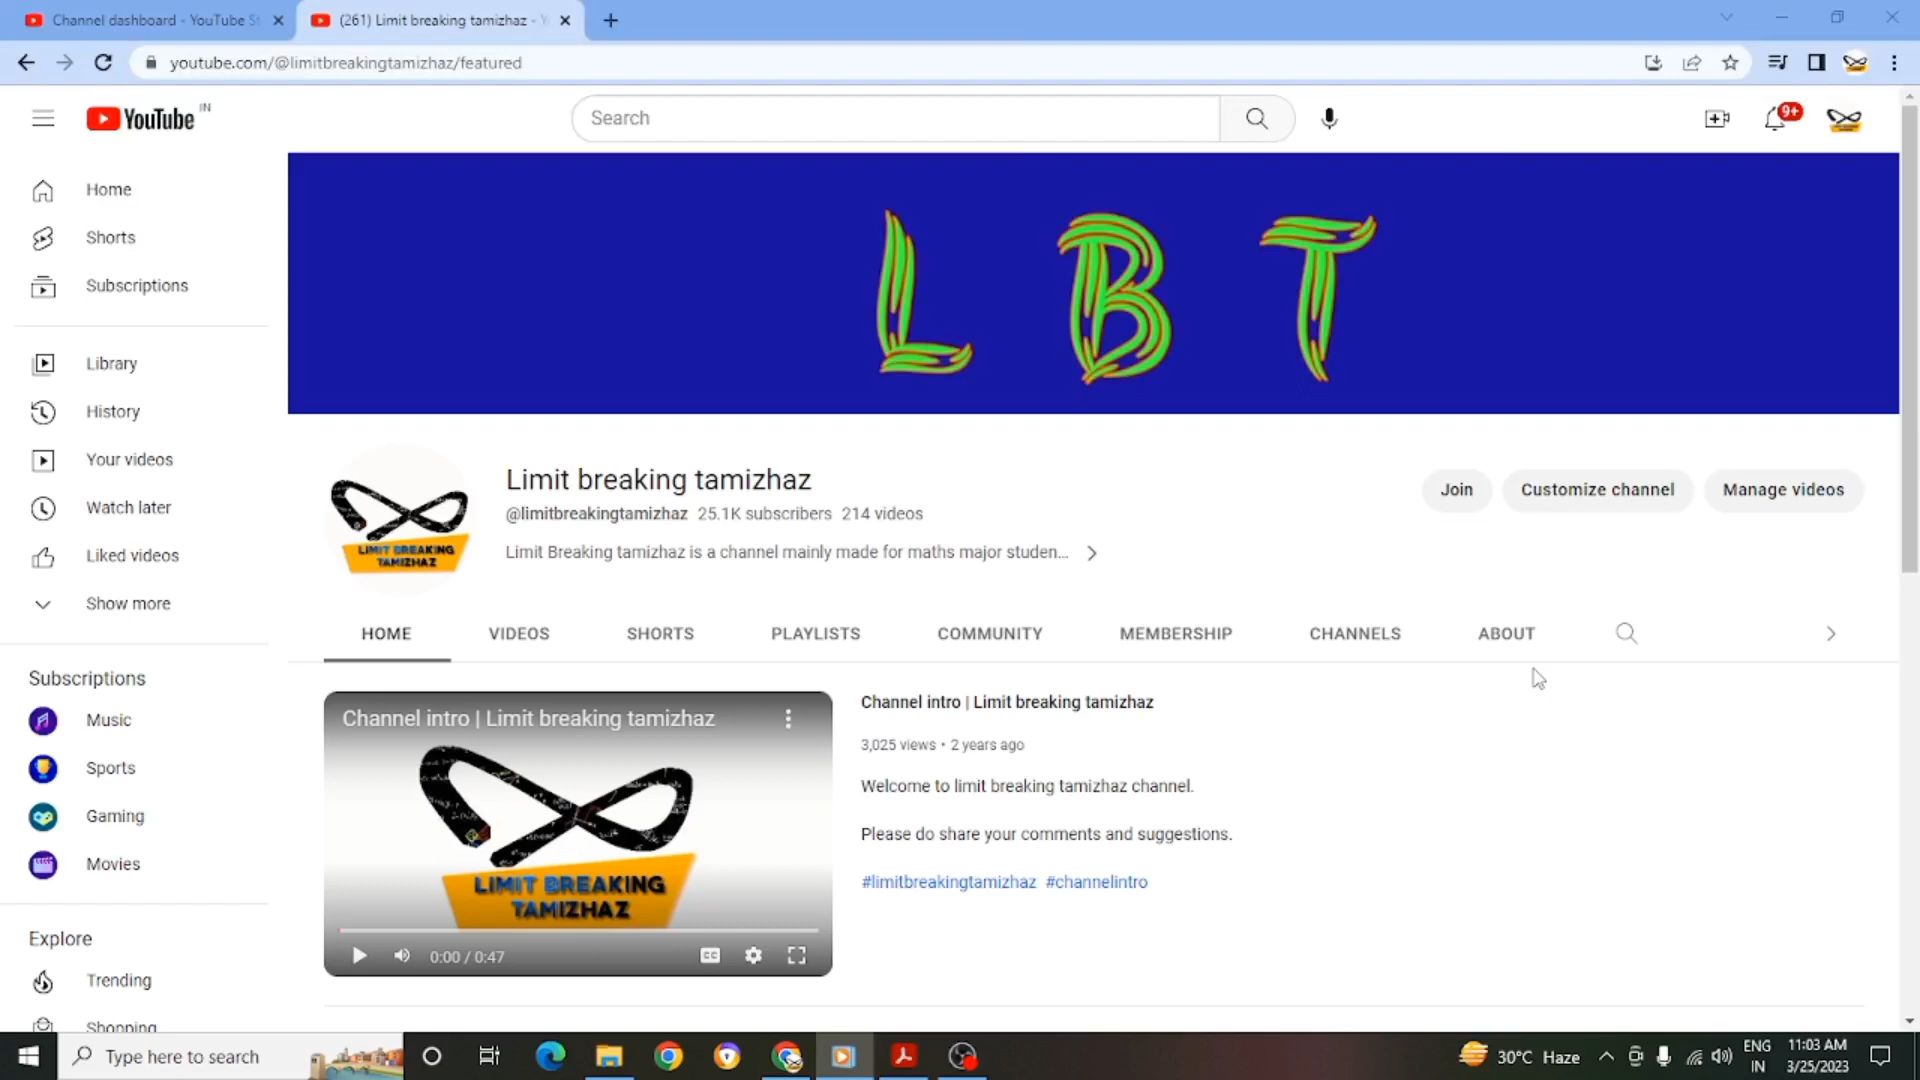 Channel dashboard - YouTube St
(261) Limit breaking tamizhaz - Y
youtube.com/@limitbreakingtamizhaz/featured
YouTube IN
Search
9+
Home
Shorts
Subscriptions
Library
History
Your videos
Watch later
Liked videos
Show more
Subscriptions
Music
Sports
Gaming
Movies
Explore
Trending
Shopping
L B T
LIMIT BREAKING
TAMIZHAZ
Limit breaking tamizhaz
@limitbreakingtamizhaz 25.1K subscribers 214 videos
Limit Breaking tamizhaz is a channel mainly made for maths major studen...
Join Customize channel Manage videos
HOME VIDEOS SHORTS PLAYLISTS COMMUNITY MEMBERSHIP CHANNELS ABOUT
Channel intro | Limit breaking tamizhaz
LIMIT BREAKING
TAMIZHAZ
0:00 / 0:47
CC
Channel intro | Limit breaking tamizhaz
3,025 views • 2 years ago
Welcome to limit breaking tamizhaz channel.
Please do share your comments and suggestions.
#limitbreakingtamizhaz #channelintro
Type here to search
30°C Haze
ENG
IN
11:03 AM
3/25/2023